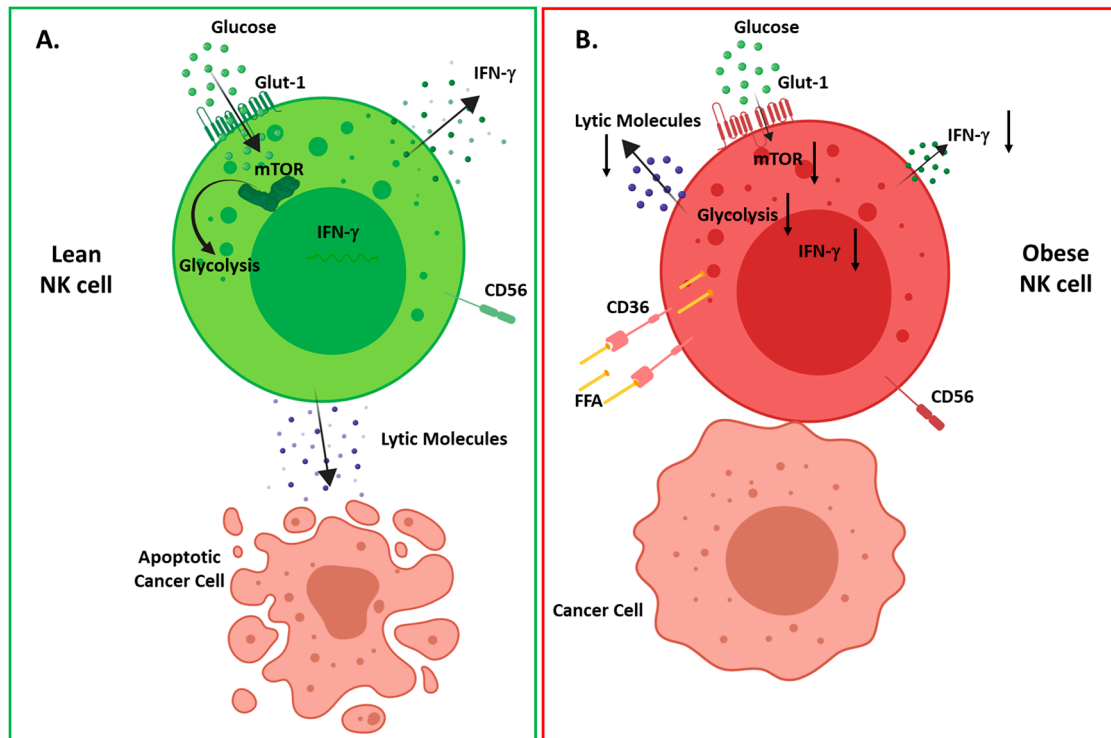 A.
Glucose
Glut-1
IFN-γ
mTOR
IFN-γ
Glycolysis
Lean
NK cell
CD56
Lytic Molecules
Apoptotic
Cancer Cell
B.
Glucose
Glut-1
Lytic Molecules
IFN-γ
mTOR
Glycolysis
IFN-γ
Obese
NK cell
CD36
FFA
CD56
Cancer Cell